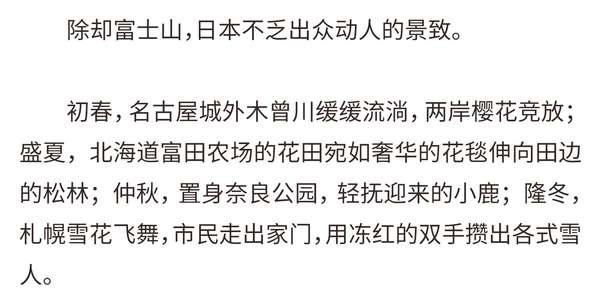 除却富士山，日本不乏出众动人的景致。
初春，名古屋城外木曾川缓缓流淌，两岸樱花竞放；
盛夏，北海道富田农场的花田宛如奢华的花毯伸向田边
的松林；仲秋，置身奈良公园，轻抚迎来的小鹿；隆冬，
札幌雪花飞舞，市民走出家门，用冻红的双手攒出各式雪
人。